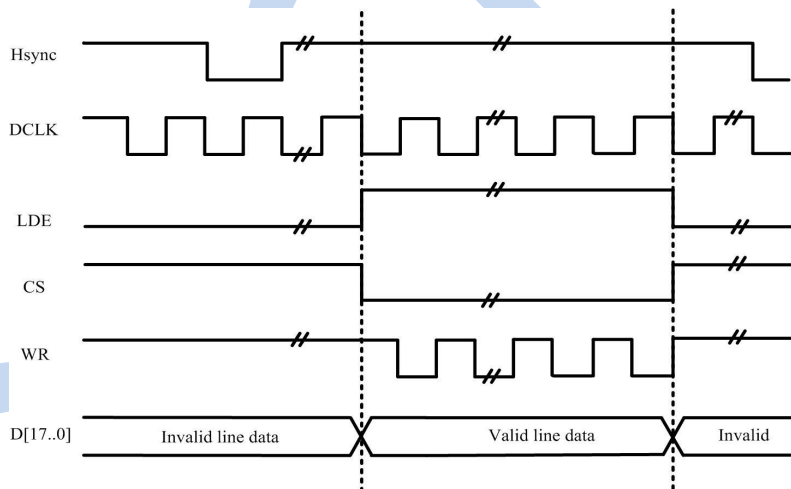 Hsync
DCLK
LDE
CS
WR
D[17..0] Invalid line data Valid line data Invalid